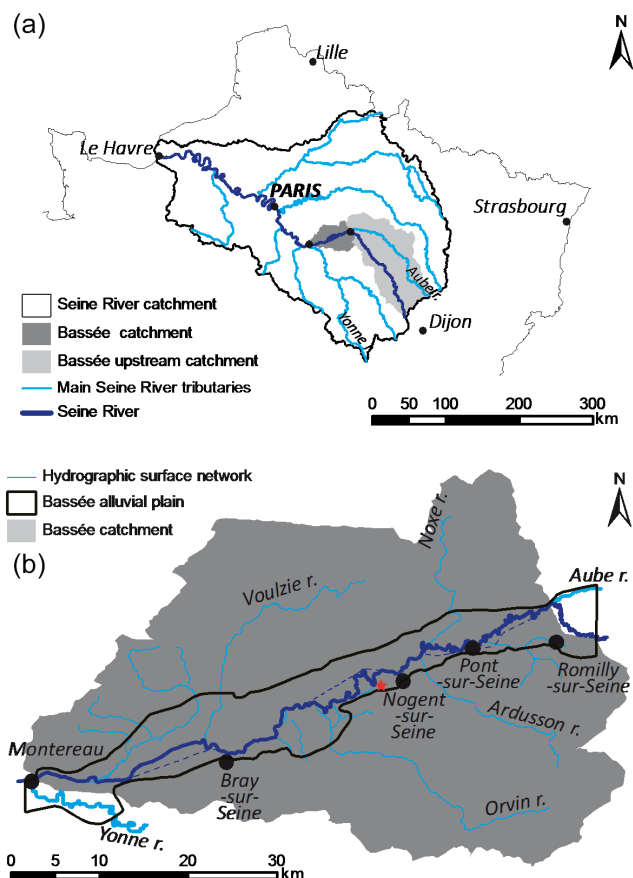 (a)
N
Lille
Le Havre
PARIS
Strasbourg
Aube r.
Yonne r.
Dijon
Seine River catchment
Bassée catchment
Bassée upstream catchment
Main Seine River tributaries
Seine River
0 50 100 200 300
km
Hydrographic surface network
Bassée alluvial plain
Bassée catchment
N
(b)
Noxe r.
Voulzie r.
Aube r.
Pont
-sur-Seine
Romilly
-sur-Seine
Nogent
-sur-
Seine
Ardusson r.
Montereau
Bray
-sur-
Seine
Orvin r.
Yonne r.
0 5 10 20 30
km